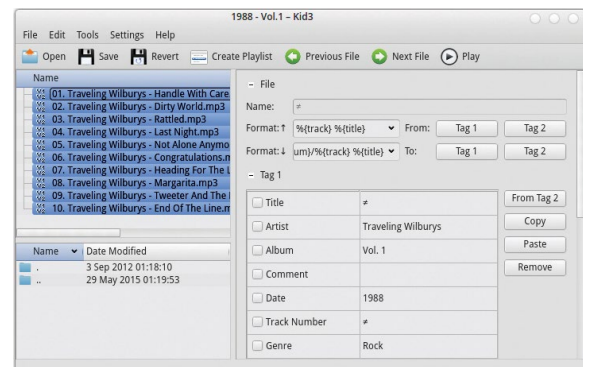 1988 - Vol.1 – Kid3
File Edit Tools Settings Help
Open Save Revert Create Playlist Previous File Next File Play
Name
01. Traveling Wilburys - Handle With Care
02. Traveling Wilburys - Dirty World.mp3
03. Traveling Wilburys - Rattled.mp3
04. Traveling Wilburys - Last Night.mp3
05. Traveling Wilburys - Not Alone Anymo
06. Traveling Wilburys - Congratulations.m
07. Traveling Wilburys - Heading For The L
08. Traveling Wilburys - Margarita.mp3
09. Traveling Wilburys - Tweeter And The
10. Traveling Wilburys - End Of The Line.m
Name Date Modified
. 3 Sep 2012 01:18:10
.. 29 May 2015 01:19:53
File
Name: ≠
Format:↑ %{track} %{title} From: Tag 1 Tag 2
Format:↓ um}/%{track} %{title} To: Tag 1 Tag 2
Tag 1
Title ≠
Artist Traveling Wilburys
Album Vol. 1
Comment
Date 1988
Track Number ≠
Genre Rock
From Tag 2
Copy
Paste
Remove